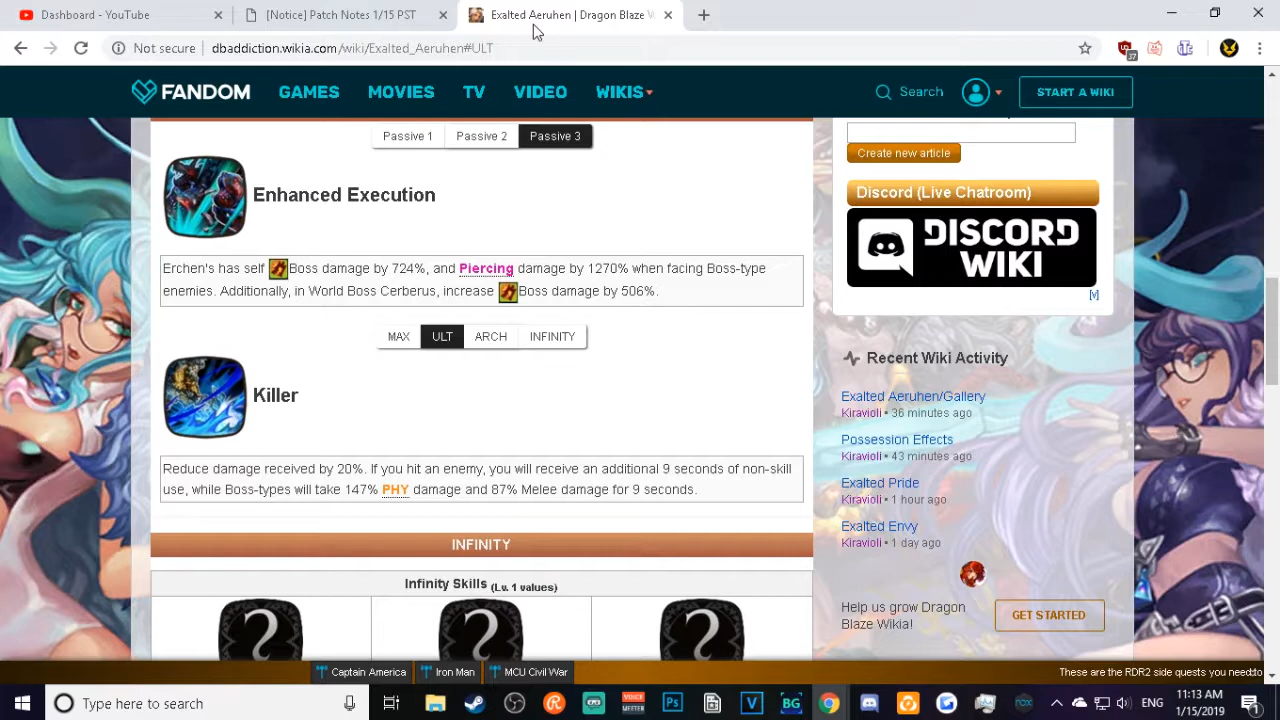 Dashboard - YouTube
[Notice] Patch Notes 1/15 PST
Exalted Aeruhen | Dragon Blaze W
Not secure
dbaddiction.wikia.com/wiki/Exalted_Aeruhen#ULT
37
FANDOM
GAMES
MOVIES
TV
VIDEO
WIKIS
Search
START A WIKI
Passive 1
Passive 2
Passive 3
Enhanced Execution
Erchen's has self Boss damage by 724%, and Piercing damage by 1270% when facing Boss-type
enemies. Additionally, in World Boss Cerberus, increase Boss damage by 506%.
MAX
ULT
ARCH
INFINITY
Killer
Reduce damage received by 20%. If you hit an enemy, you will receive an additional 9 seconds of non-skill
use, while Boss-types will take 147% PHY damage and 87% Melee damage for 9 seconds.
INFINITY
Infinity Skills (Lv. 1 values)
Create new article
Discord (Live Chatroom)
DISCORD
WIKI
[v]
Recent Wiki Activity
Exalted Aeruhen/Gallery
Kiravioli • 36 minutes ago
Possession Effects
Kiravioli • 43 minutes ago
Exalted Pride
Kiravioli • 1 hour ago
Exalted Envy
Kiravioli • 1 day ago
Help us grow Dragon
Blaze Wikia!
GET STARTED
Captain America
Iron Man
MCU Civil War
These are the RDR2 side quests you need to
Type here to search
VOICE
MEETER
Ps
V
BG
nox
ENG
11:13 AM
1/15/2019
1